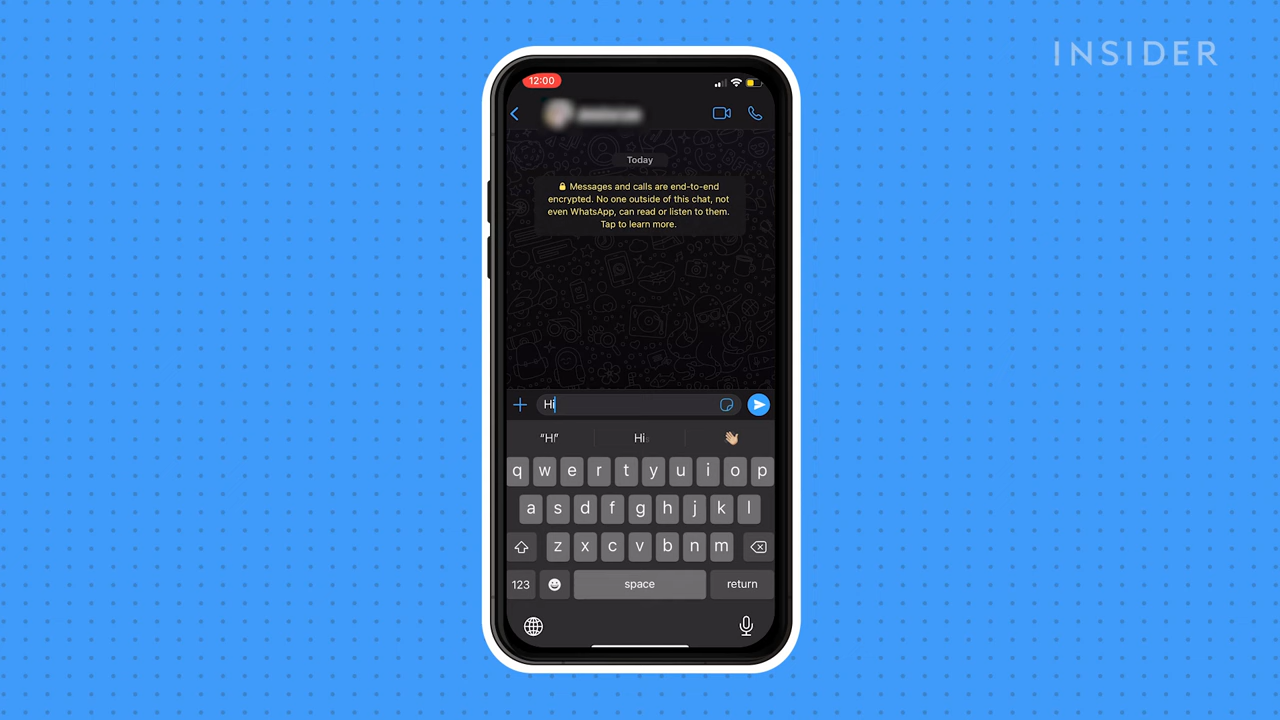 INSIDER
12:00
Today
Messages and calls are end-to-end
encrypted. No one outside of this chat, not
even WhatsApp, can read or listen to them.
Tap to learn more.
Hi
"Hi" His
q w e r t y u i o p
a s d f g h j k l
z x c v b n m
123 space return